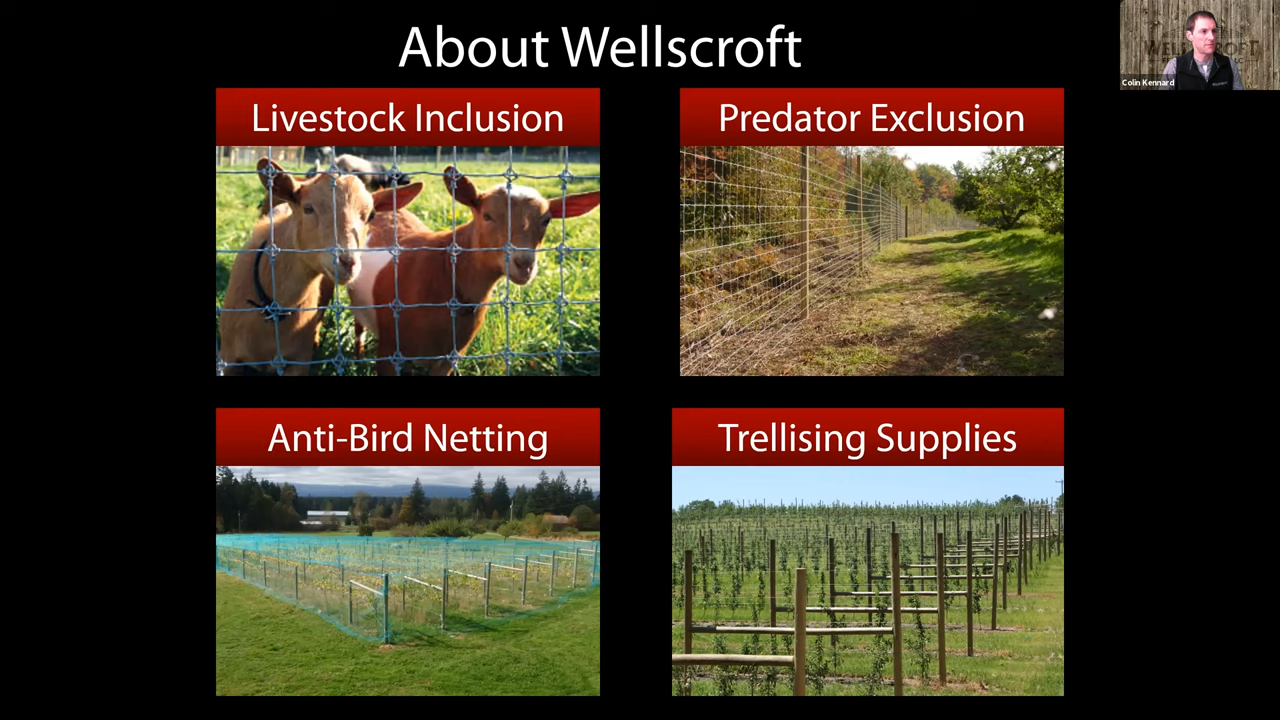 About Wellscroft
Livestock Inclusion
Predator Exclusion
Anti-Bird Netting
Trellising Supplies
Colin Kennard